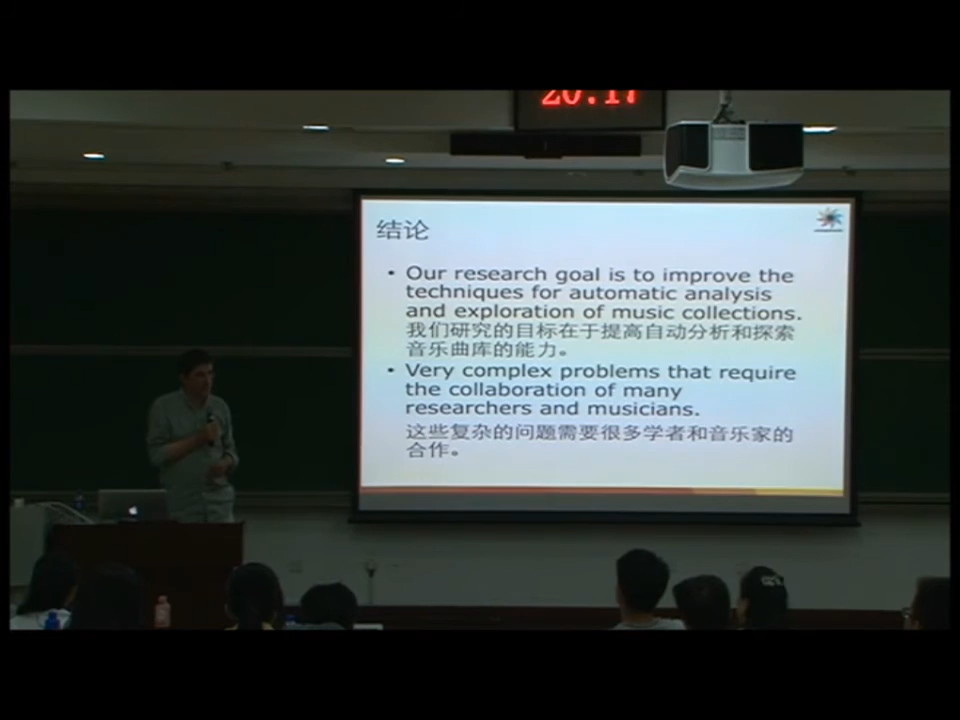 20:17
结论
• Our research goal is to improve the
techniques for automatic analysis
and exploration of music collections.
我们研究的目标在于提高自动分析和探索
音乐曲库的能力。
• Very complex problems that require
the collaboration of many
researchers and musicians.
这些复杂的问题需要很多学者和音乐家的
合作。